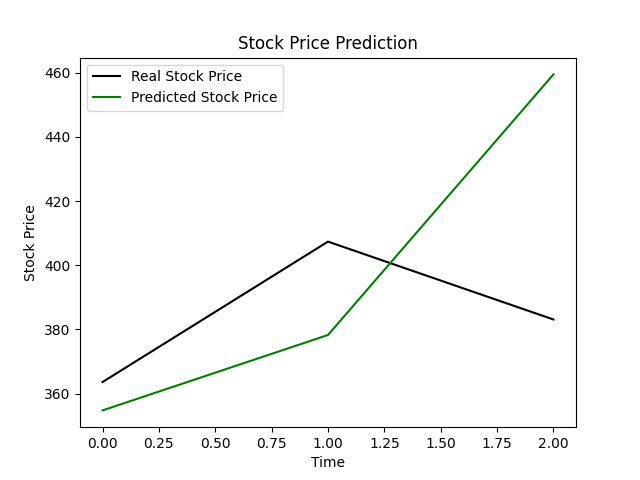 Stock Price Prediction
Real Stock Price
Predicted Stock Price
Stock Price
460
440
420
400
380
360
0.00 0.25 0.50 0.75 1.00 1.25 1.50 1.75 2.00
Time